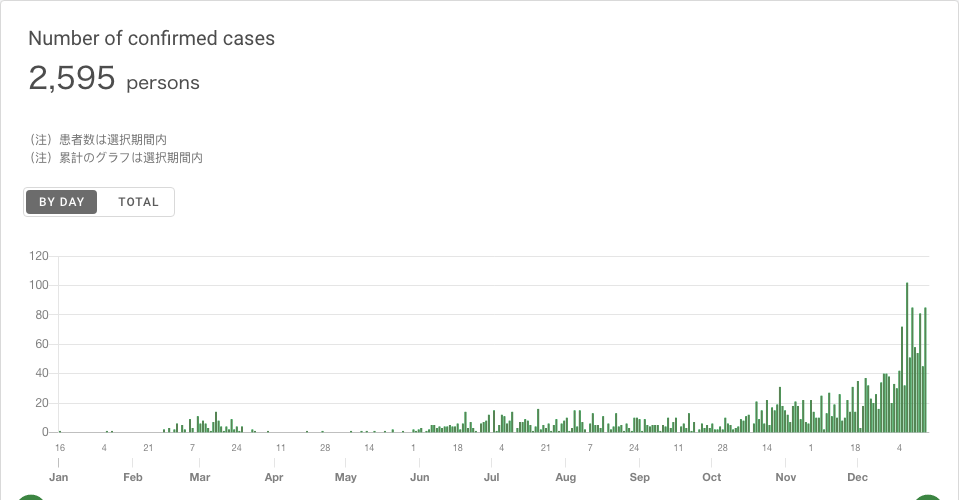 Number of confirmed cases
2,595 persons
（注）患者数は選択期間内
（注）累計のグラフは選択期間内
BY DAY TOTAL
120
100
80
60
40
20
0
16 4 21 7 24 11 28 14 1 18 4 21 7 24 11 28 14 1 18 4
Jan Feb Mar Apr May Jun Jul Aug Sep Oct Nov Dec